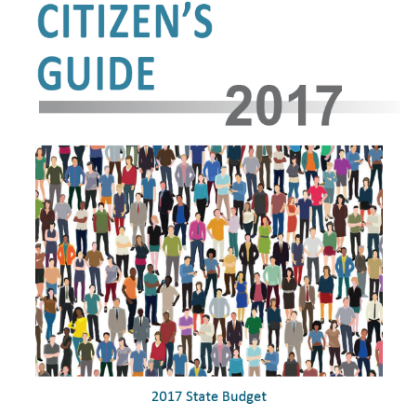 CITIZEN’S
GUIDE
2017
2017 State Budget